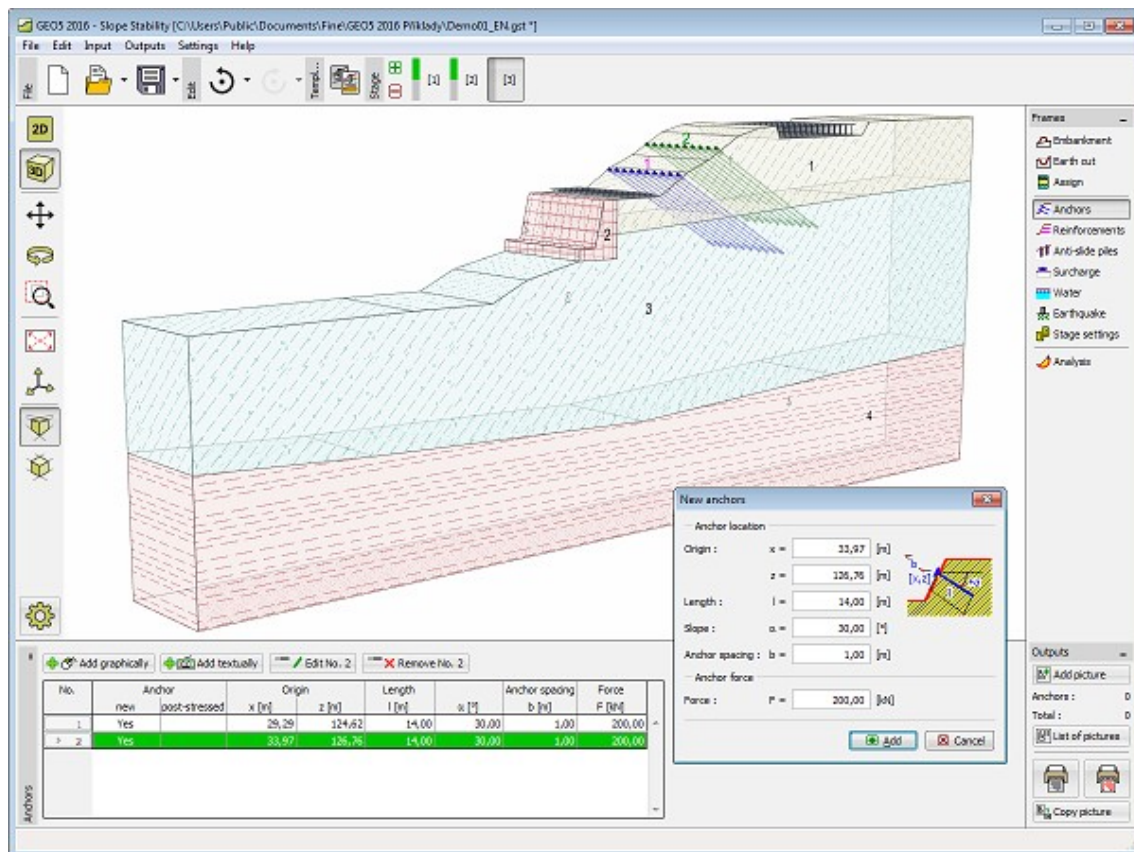 GEO5 2016 - Slope Stability [C:\Users\Public\Documents\Fine\GEO5 2016 Příklady\Demo01_EN.gst *]
File Edit Input Outputs Settings Help
File
Edit
Templ...
Stage
[1] [2] [3]
2D
3D
Frames
Embankment
Earth cut
Assign
Anchors
Reinforcements
Anti-slide piles
Surcharge
Water
Earthquake
Stage settings
Analysis
1
2
1
2
3
4
New anchors
Anchor location
Origin : x = 33,97 [m]
z = 126,76 [m]
Length : l = 14,00 [m]
Slope : α = 30,00 [°]
Anchor spacing : b = 1,00 [m]
Anchor force
Force : F = 200,00 [kN]
b
[x,z]
l
+α
Add Cancel
Add graphically Add textually Edit No. 2 Remove No. 2
No. Anchor Origin Length Anchor spacing Force
new post-stressed x [m] z [m] l [m] α [°] b [m] F [kN]
1 Yes 29,29 124,62 14,00 30,00 1,00 200,00
2 Yes 33,97 126,76 14,00 30,00 1,00 200,00
Anchors
Outputs
Add picture
Anchors : 0
Total : 0
List of pictures
Copy picture